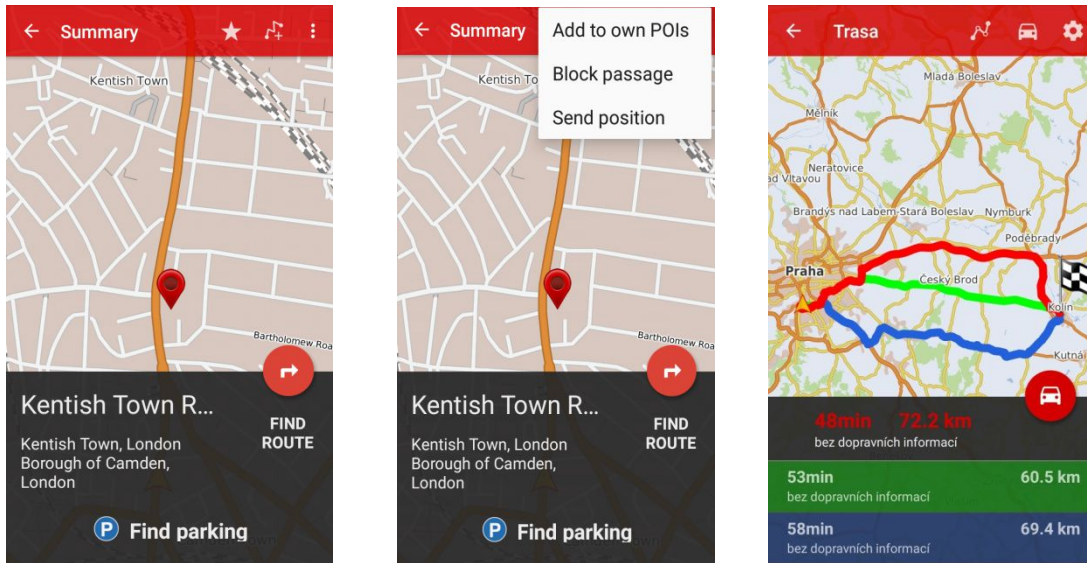 Summary
Kentish Town
Bartholomew Roa
Kentish Town R...
FIND
ROUTE
Kentish Town, London
Borough of Camden,
London
P Find parking
Summary
Add to own POIs
Block passage
Send position
Kentish To
Bartholomew Roa
Kentish Town R...
FIND
ROUTE
Kentish Town, London
Borough of Camden,
London
P Find parking
Trasa
Mladá Boleslav
Mělník
Neratovice
ad Vltavou
Brandýs nad Labem-Stará Boleslav
Nymburk
Poděbrady
Praha
Český Brod
Kolín
Kutná
48min 72.2 km
bez dopravních informací
53min 60.5 km
bez dopravních informací
58min 69.4 km
bez dopravních informací